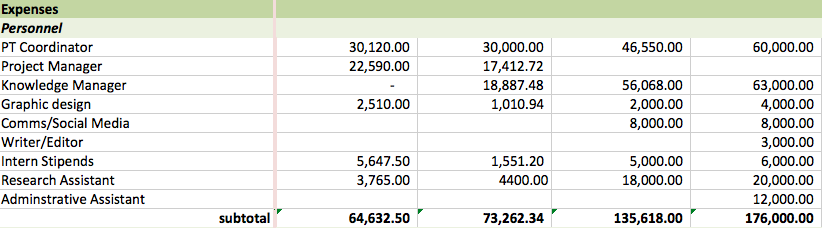 Expenses
Personnel
PT Coordinator 30,120.00 30,000.00 46,550.00 60,000.00
Project Manager 22,590.00 17,412.72
Knowledge Manager - 18,887.48 56,068.00 63,000.00
Graphic design 2,510.00 1,010.94 2,000.00 4,000.00
Comms/Social Media 8,000.00 8,000.00
Writer/Editor 3,000.00
Intern Stipends 5,647.50 1,551.20 5,000.00 6,000.00
Research Assistant 3,765.00 4400.00 18,000.00 20,000.00
Adminstrative Assistant 12,000.00
subtotal 64,632.50 73,262.34 135,618.00 176,000.00